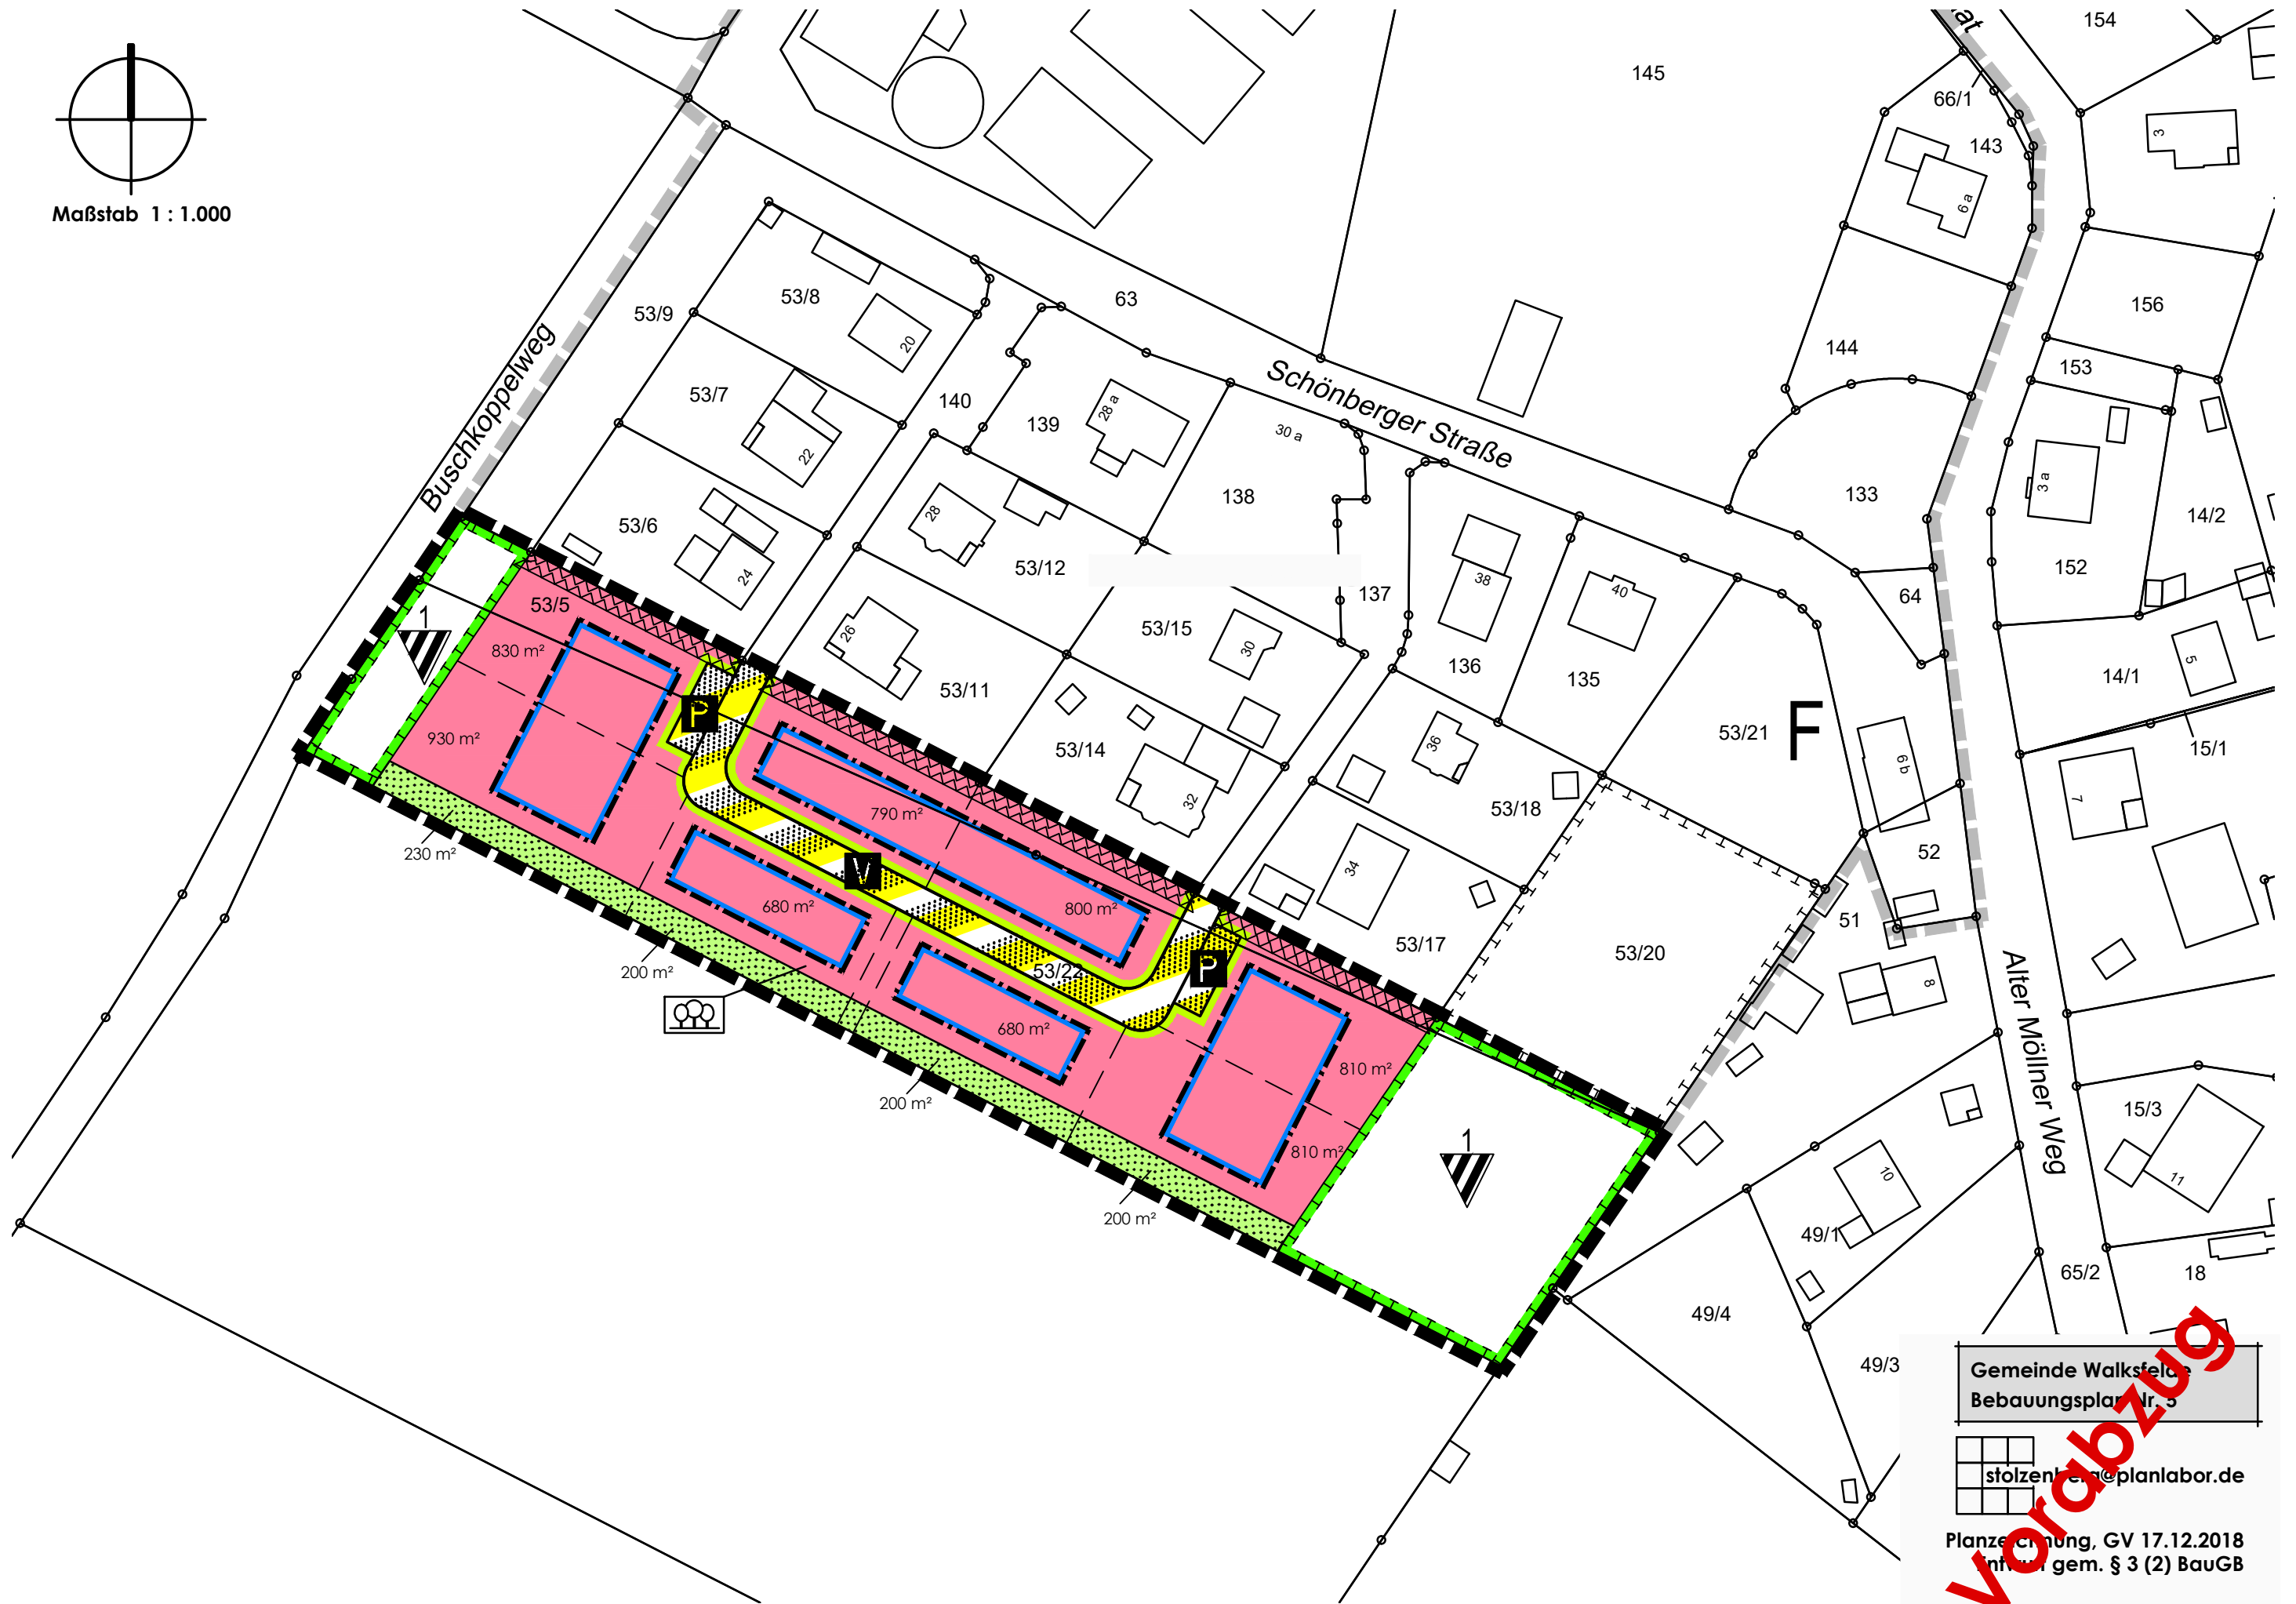 Maßstab 1 : 1.000
Buschkoppelweg
Schönberger Straße
Alter Möllner Weg
154
145
66/1
143
3
6 a
53/8
53/9
20
63
156
144
153
53/7
22
140
139
28 a
30 a
138
133
3 a
14/2
152
53/6
24
28
53/12
137
38
40
64
53/5
26
53/15
30
136
135
5
14/1
1
830 m²
53/11
53/14
36
53/21
F
6 b
15/1
930 m²
P
32
53/18
7
790 m²
34
52
230 m²
V
680 m²
800 m²
53/17
53/20
51
200 m²
53/22
P
8
680 m²
810 m²
200 m²
810 m²
1
15/3
10
11
200 m²
49/1
65/2
18
49/4
49/3
Gemeinde Walksfelde
Bebauungsplan Nr. 5
stolzenberg@planlabor.de
Planzeichnung, GV 17.12.2018
Entwurf gem. § 3 (2) BauGB
Vorabzug